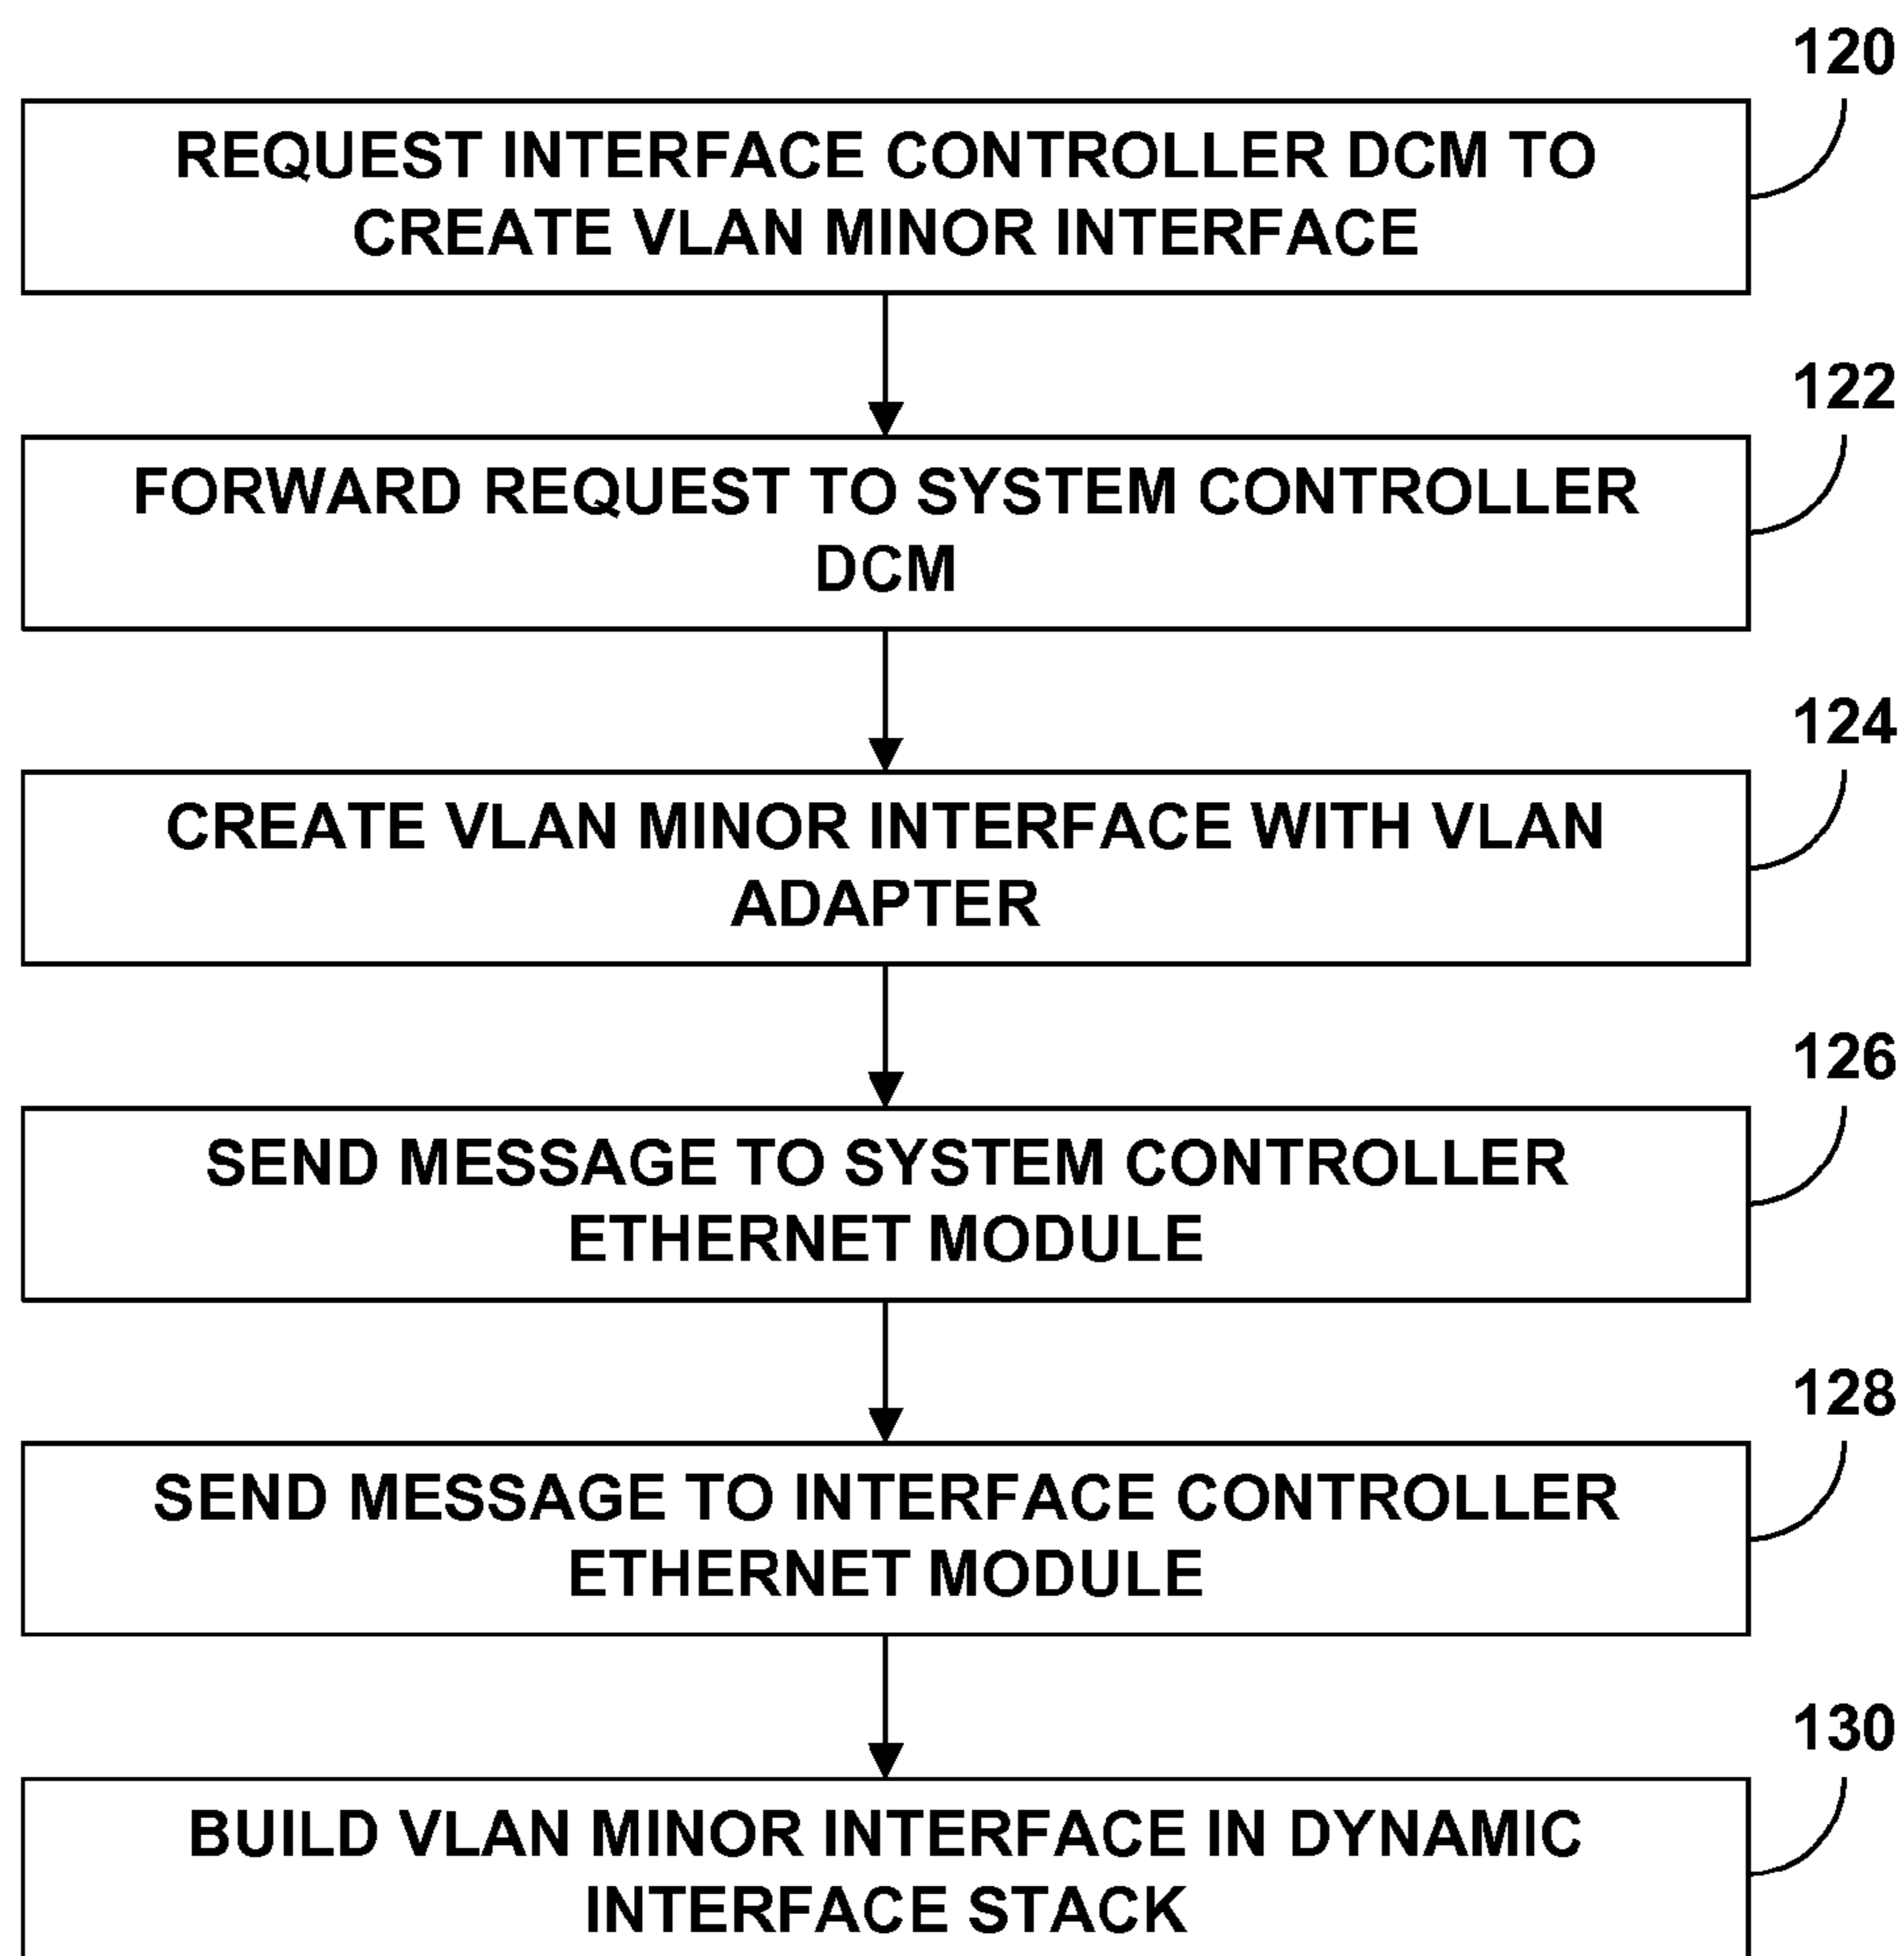 120
REQUEST INTERFACE CONTROLLER DCM TO
CREATE VLAN MINOR INTERFACE
122
FORWARD REQUEST TO SYSTEM CONTROLLER
DCM
124
CREATE VLAN MINOR INTERFACE WITH VLAN
ADAPTER
126
SEND MESSAGE TO SYSTEM CONTROLLER
ETHERNET MODULE
128
SEND MESSAGE TO INTERFACE CONTROLLER
ETHERNET MODULE
130
BUILD VLAN MINOR INTERFACE IN DYNAMIC
INTERFACE STACK